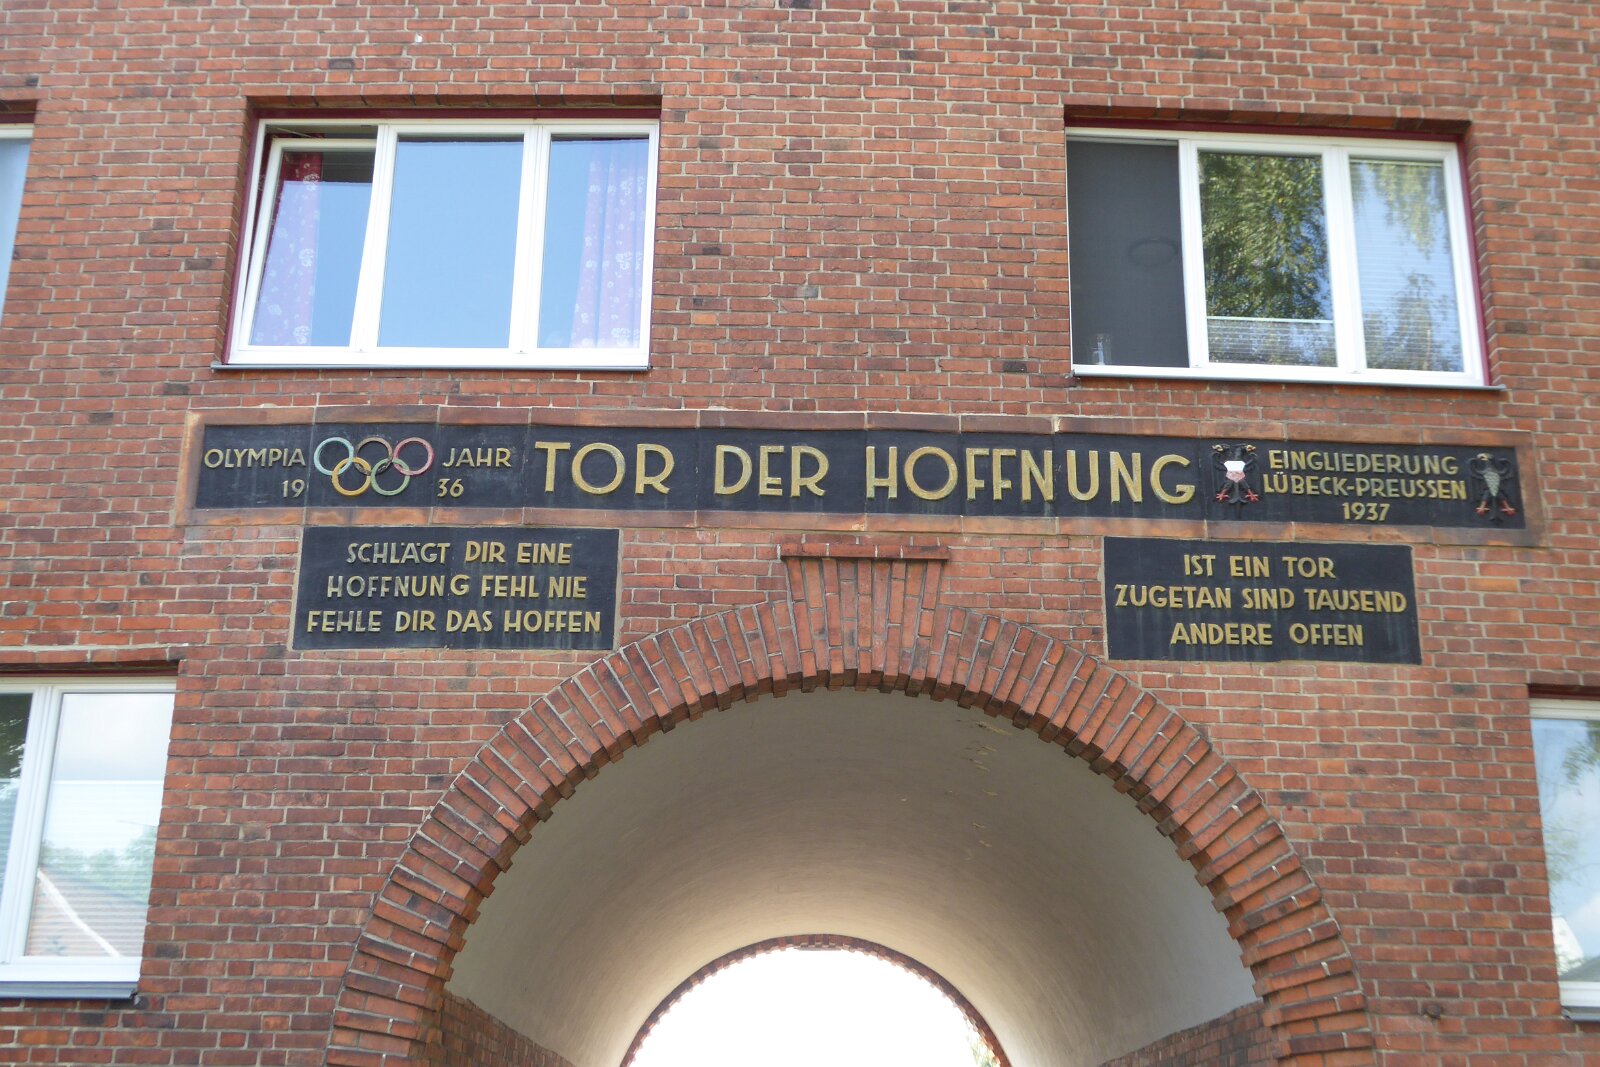 OLYMPIA JAHR
19 36
TOR DER HOFFNUNG
EINGLIEDERUNG
LÜBECK-PREUSSEN
1937
SCHLÄGT DIR EINE
HOFFNUNG FEHL NIE
FEHLE DIR DAS HOFFEN
IST EIN TOR
ZUGETAN SIND TAUSEND
ANDERE OFFEN